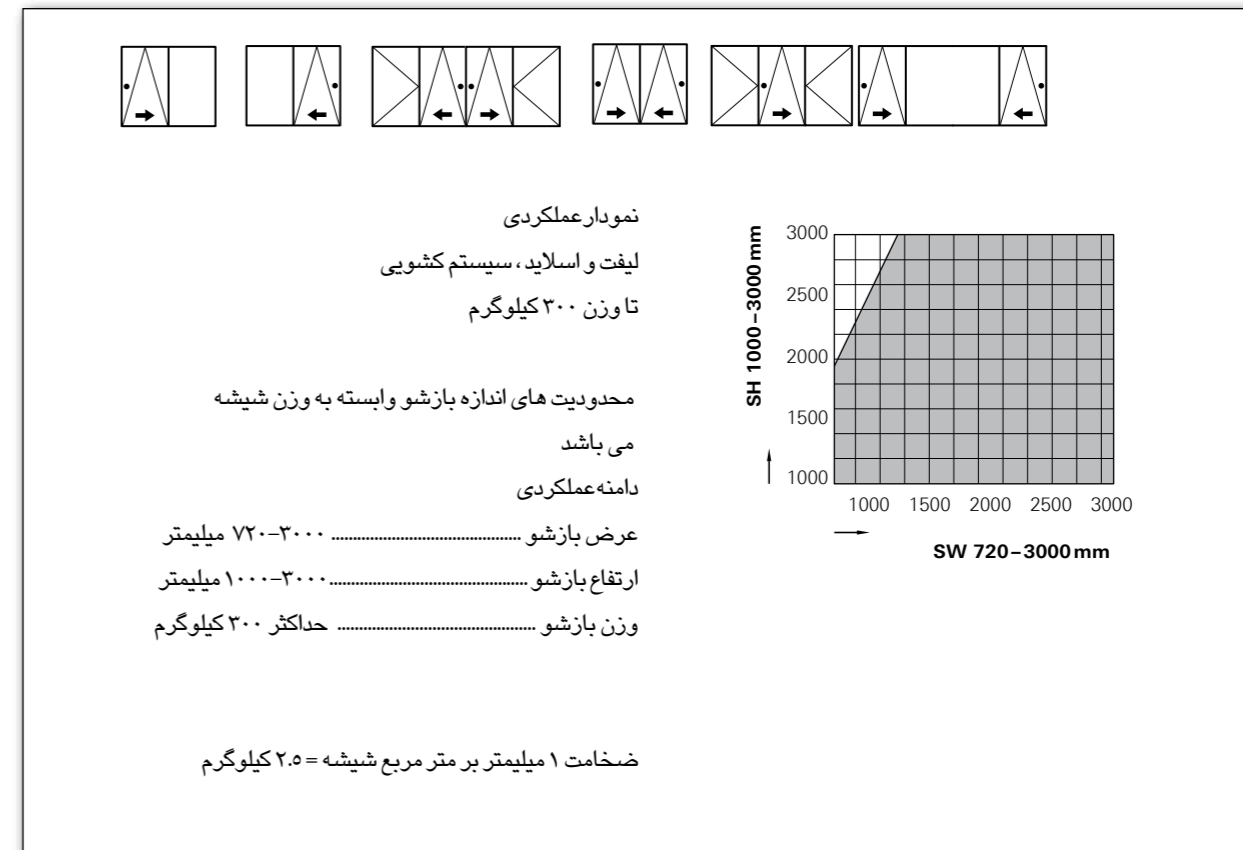 نمودار عملکردی
لیفت و اسلاید ، سیستم کشویی
تا وزن ۳۰۰ کیلوگرم
محدودیت های اندازه بازشو وابسته به وزن شیشه
می باشد
دامنه عملکردی
عرض بازشو ............................................ ۷۲۰-۳۰۰۰ میلیمتر
ارتفاع بازشو .............................................. ۱۰۰۰-۳۰۰۰ میلیمتر
وزن بازشو .............................................. حداکثر ۳۰۰ کیلوگرم
ضخامت ۱ میلیمتر بر متر مربع شیشه = ۲.۵ کیلوگرم
SH 1000–3000 mm
3000
2500
2000
1500
1000
1000 1500 2000 2500 3000
SW 720–3000 mm